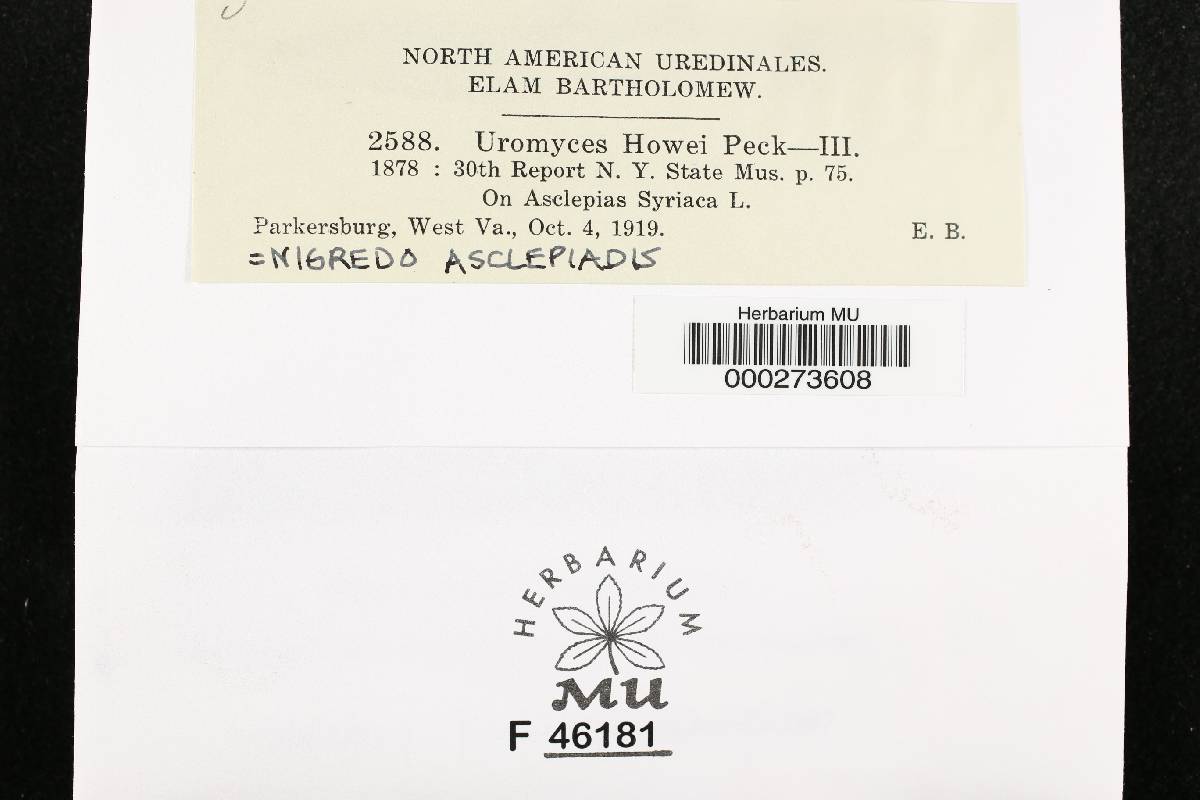 NORTH AMERICAN UREDINALES.
ELAM BARTHOLOMEW.
2588. Uromyces Howei Peck—III.
1878 : 30th Report N. Y. State Mus. p. 75.
On Asclepias Syriaca L.
Parkersburg, West Va., Oct. 4, 1919. E. B.
=NIGREDO ASCLEPIADIS
Herbarium MU
000273608
HERBARIUM
MU
F 46181